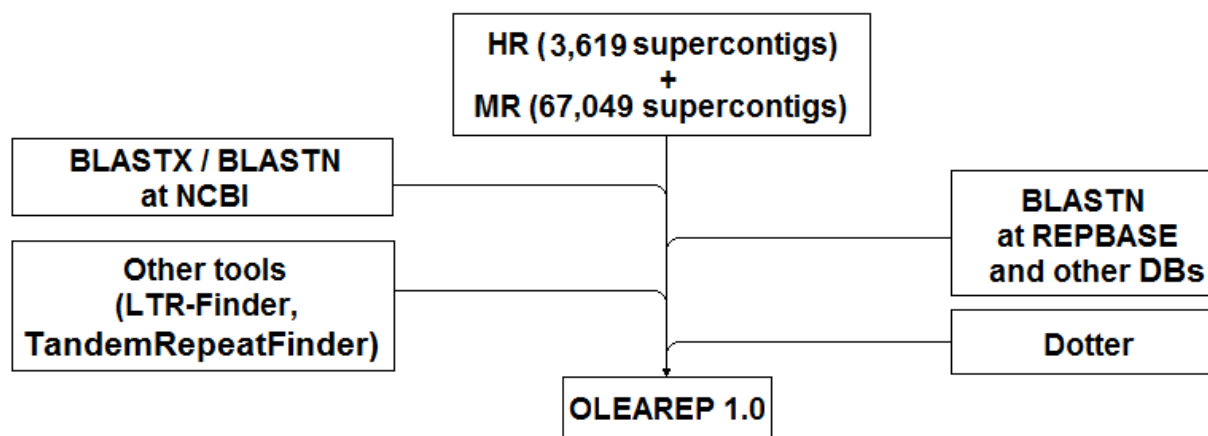 HR (3,619 supercontigs)
+
MR (67,049 supercontigs)
BLASTX / BLASTN
at NCBI
BLASTN
at REPBASE
and other DBs
Other tools
(LTR-Finder,
TandemRepeatFinder)
Dotter
OLEAREP 1.0